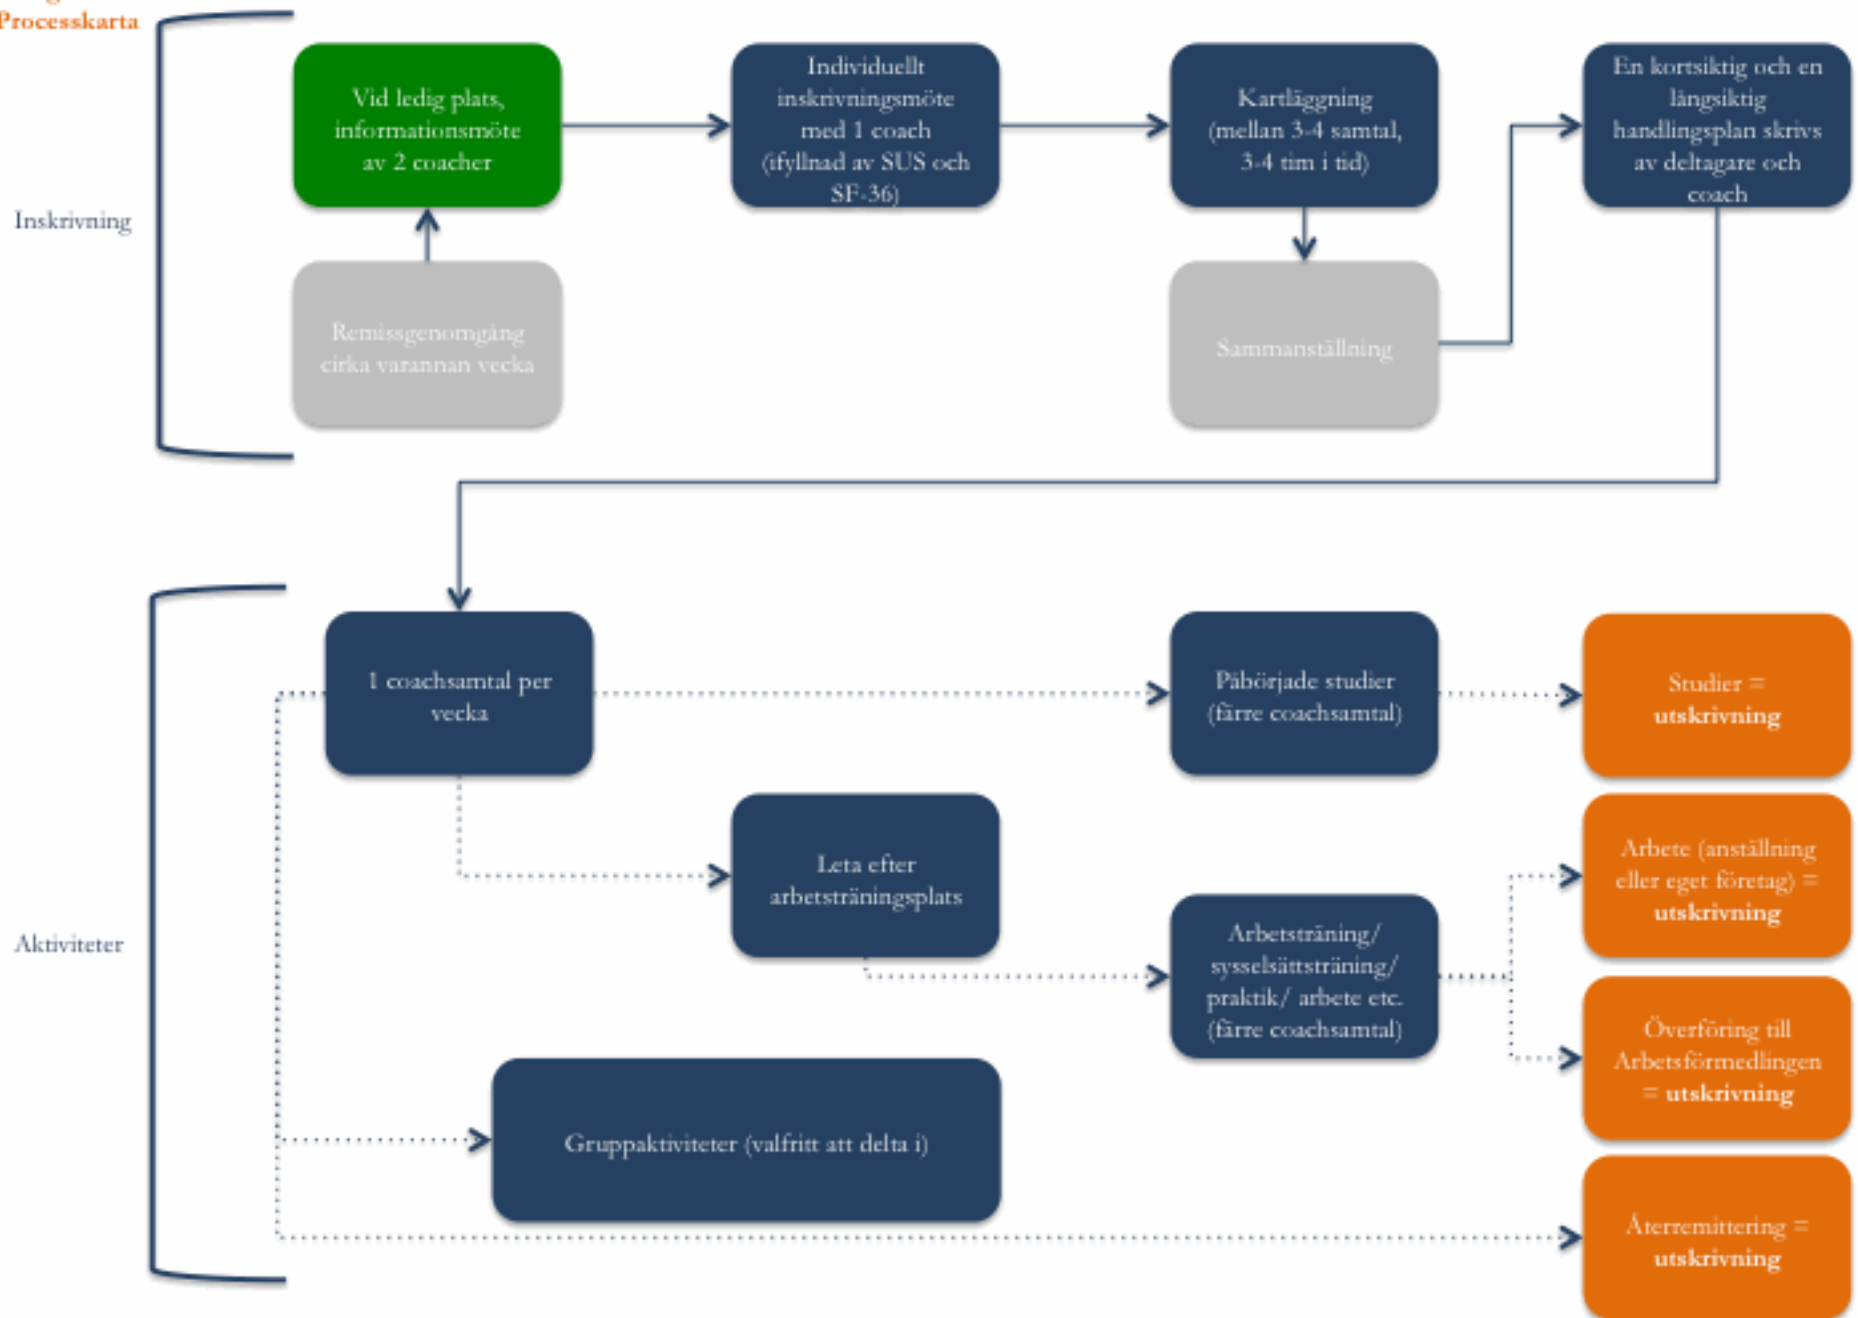 Processkarta
Vid ledig plats,
informationsmöte
av 2 coacher
Individuellt
inskrivningsmöte
med 1 coach
(ifyllnad av SUS och
SF-36)
Kartläggning
(mellan 3-4 samtal,
3-4 tim i tid)
En kortsiktig och en
långsiktig
handlingsplan skrivs
av deltagare och
coach
Inskrivning
Remissgenomgång
cirka varannan vecka
Sammanställning
1 coachsamtal per
vecka
Påbörjade studier
(färre coachsamtal)
Studier =
utskrivning
Leta efter
arbetsträningsplats
Arbete (anställning
eller eget företag) =
utskrivning
Aktiviteter
Arbetsträning/
sysselsättsträning/
praktik/ arbete etc.
(färre coachsamtal)
Överföring till
Arbetsförmedlingen
= utskrivning
Gruppaktiviteter (valfritt att delta i)
Återremittering =
utskrivning